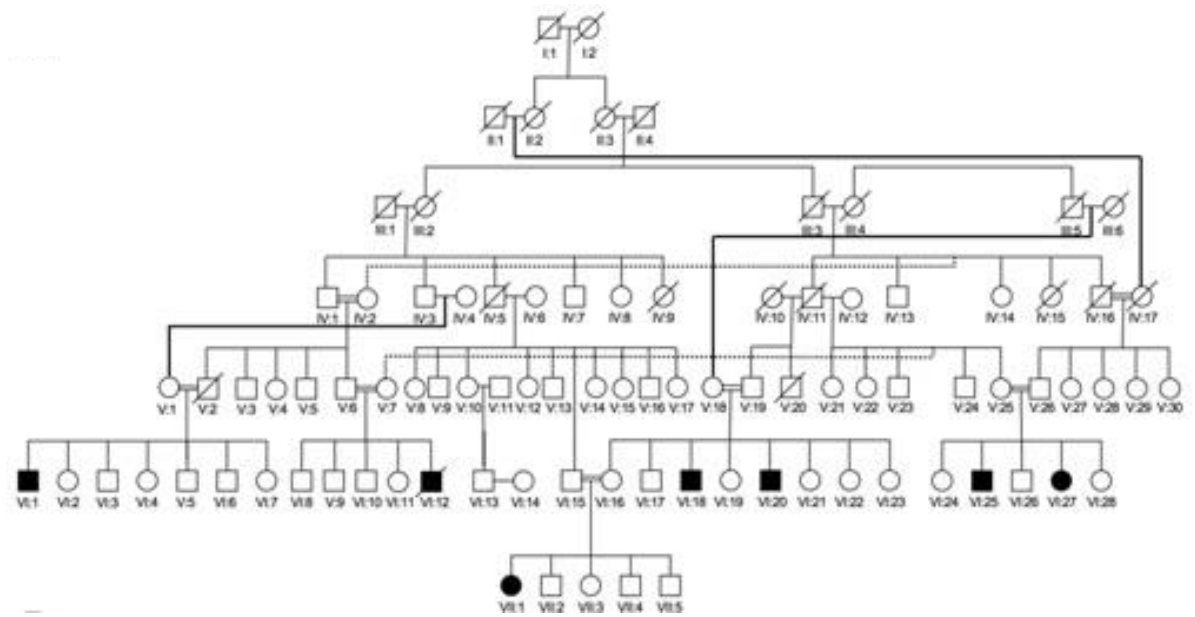 I:1 I:2
II:1 II:2 II:3 II:4
III:1 III:2 III:3 III:4 III:5 III:6
IV:1 IV:2 IV:3 IV:4 IV:5 IV:6 IV:7 IV:8 IV:9 IV:10 IV:11 IV:12 IV:13 IV:14 IV:15 IV:16 IV:17
V:1 V:2 V:3 V:4 V:5 V:6 V:7 V:8 V:9 V:10 V:11 V:12 V:13 V:14 V:15 V:16 V:17 V:18 V:19 V:20 V:21 V:22 V:23 V:24 V:25 V:26 V:27 V:28 V:29 V:30
VI:1 VI:2 VI:3 VI:4 V:5 VI:6 VI:7 VI:8 V:9 VI:10 VI:11 VI:12 VI:13 VI:14 VI:15 VI:16 VI:17 VI:18 VI:19 VI:20 VI:21 VI:22 VI:23 VI:24 VI:25 VI:26 VI:27 VI:28
VII:1 VII:2 VII:3 VII:4 VII:5